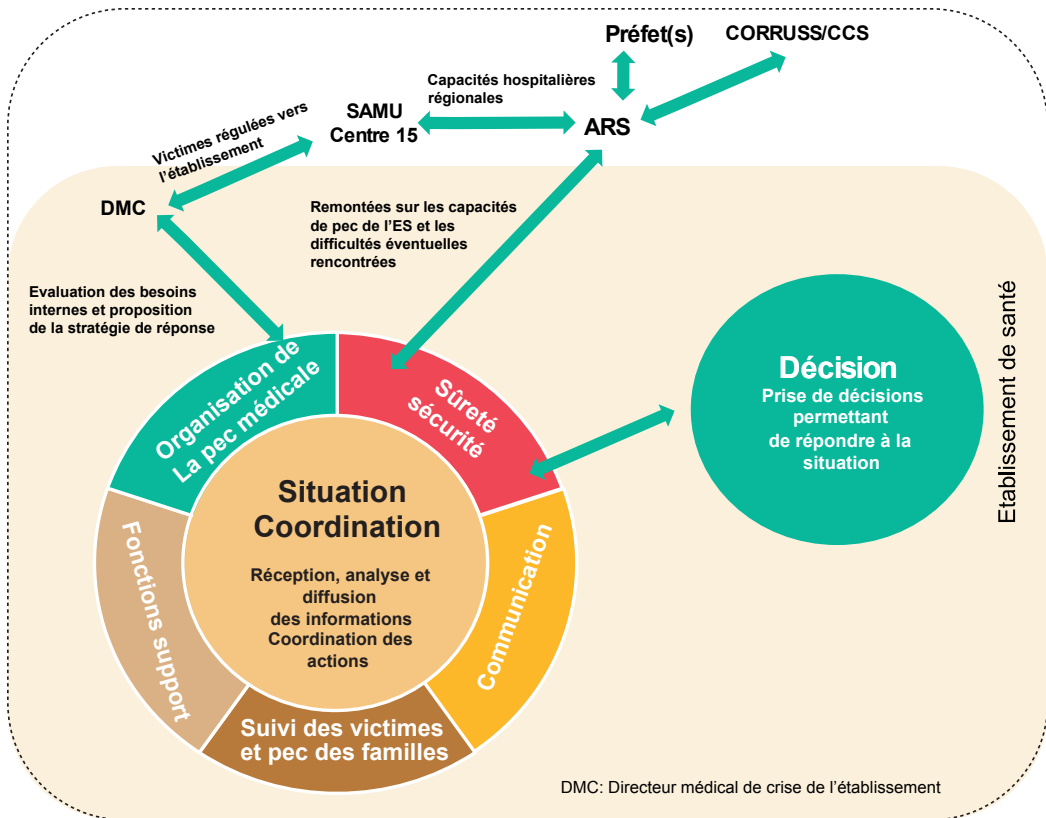 Préfet(s)
CORRUSS/CCS
Capacités hospitalières
régionales
SAMU
Centre 15
ARS
Victimes régulées vers
l’établissement
DMC
Remontées sur les capacités
de pec de l’ES et les
difficultés éventuelles
rencontrées
Evaluation des besoins
internes et proposition
de la stratégie de réponse
Etablissement de santé
Organisation de
La pec médicale
Sûreté
sécurité
Décision
Prise de décisions
permettant
de répondre à la
situation
Situation
Coordination
Réception, analyse et
diffusion
des informations
Coordination des
actions
Fonctions support
Communication
Suivi des victimes
et pec des familles
DMC: Directeur médical de crise de l’établissement